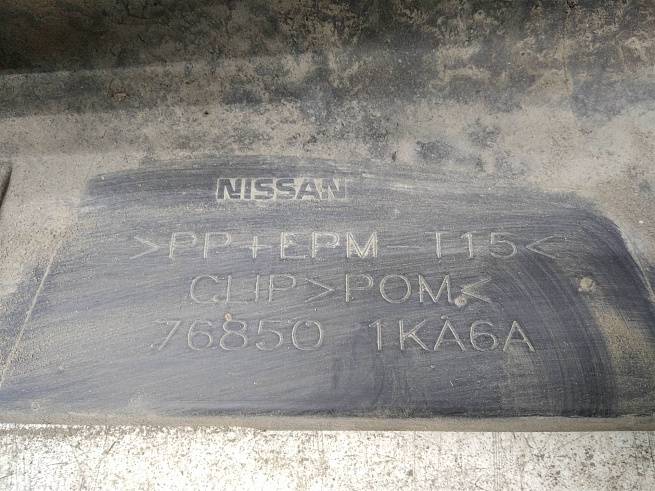 NISSAN
>PP+EPM-T15<
CLIP>POM<
76850 1KA6A